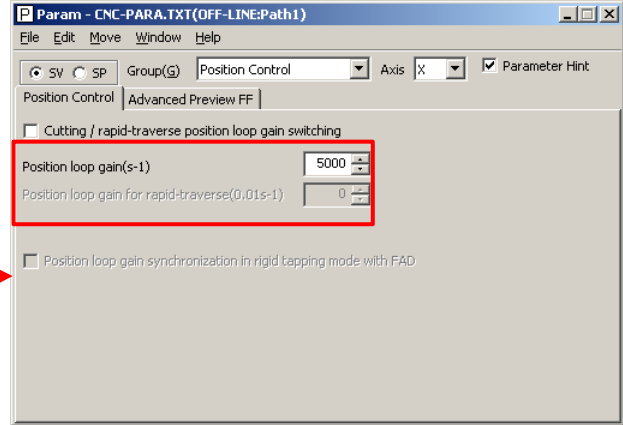 P Param - CNC-PARA.TXT(OFF-LINE:Path1)
File Edit Move Window Help
SV SP Group(G) Position Control Axis X Parameter Hint
Position Control Advanced Preview FF
Cutting / rapid-traverse position loop gain switching
Position loop gain(s-1) 5000
Position loop gain for rapid-traverse(0.01s-1) 0
Position loop gain synchronization in rigid tapping mode with FAD